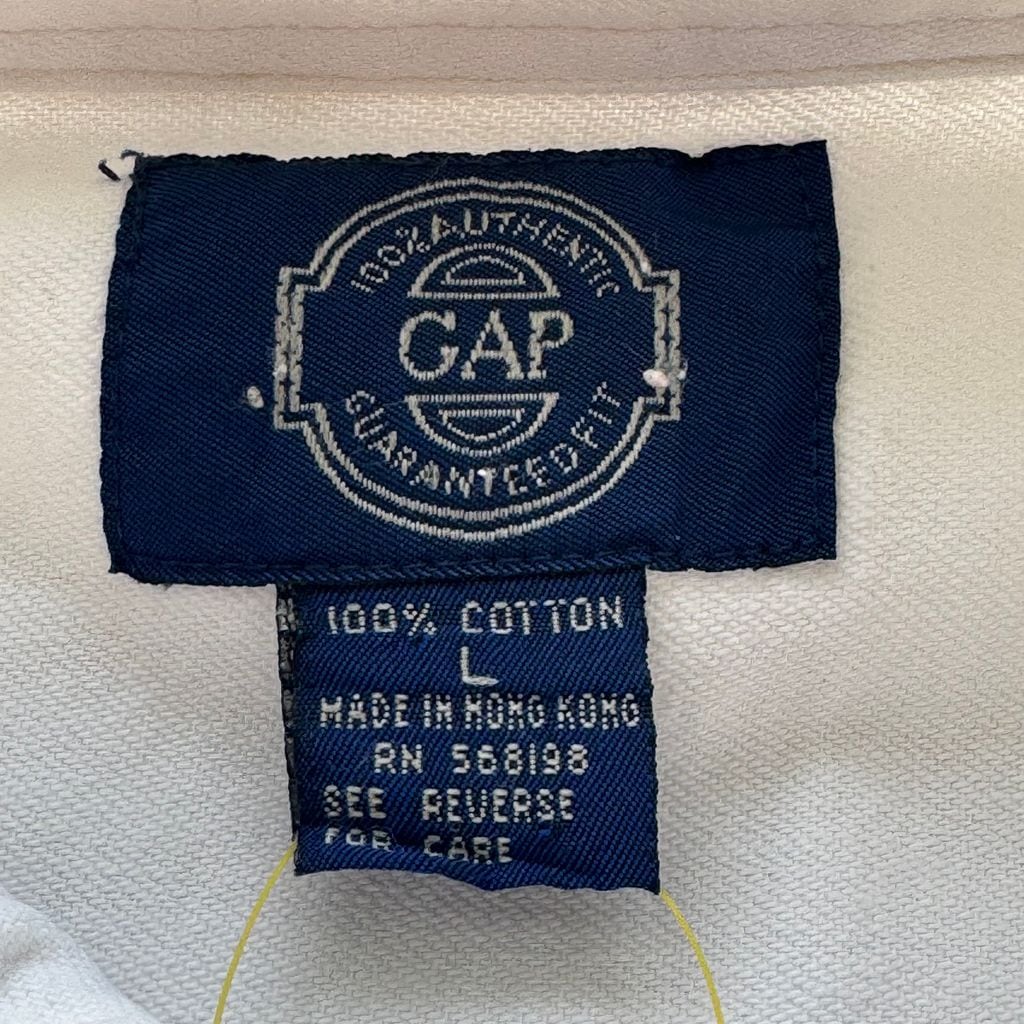 100% AUTHENTIC
GAP
GUARANTEED FIT
100% COTTON
L
MADE IN HONG KONG
RN 568198
SEE REVERSE
FOR CARE